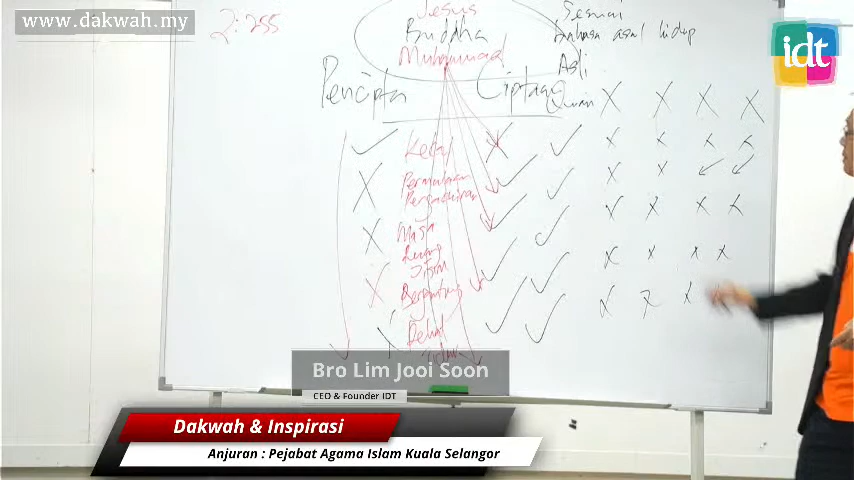 www.dakwah.my
2:255
Jesus
Buddha
Muhammad
Sesuai
bahasa asal hidup
Asli
Quran
idt
Pencipta
Ciptaan
Kekal
Permulaan
Pengakhiran
Masa
Ruang
Jisim
Bergantung
Rehat
Bro Lim Jooi Soon
CEO & Founder IDT
Dakwah & Inspirasi
Anjuran : Pejabat Agama Islam Kuala Selangor